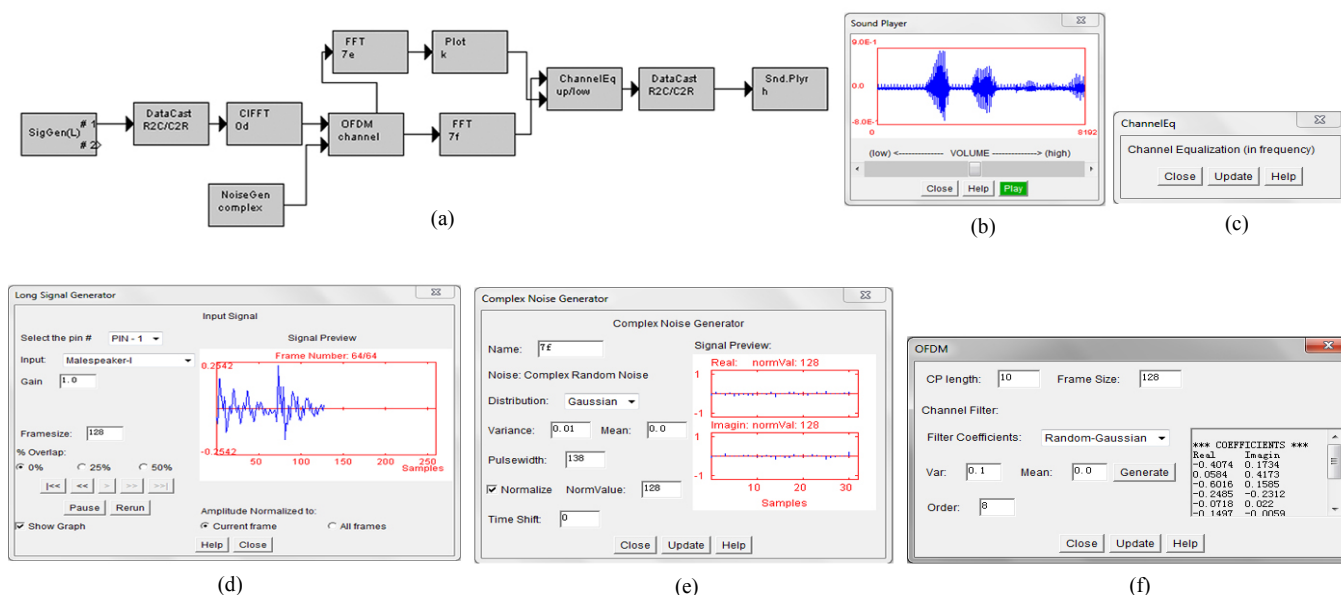 SigGen(L)
# 1
# 2
DataCast
R2C/C2R
CIFFT
0d
NoiseGen
complex
FFT
7e
Plot
k
OFDM
channel
FFT
7f
ChannelEq
up/low
DataCast
R2C/C2R
Snd.Plyr
h
(a)
Sound Player
9.0E-1
0.0
-8.0E-1
0
8192
(low) <-------------- VOLUME --------------> (high)
Close Help Play
(b)
ChannelEq
Channel Equalization (in frequency)
Close Update Help
(c)
Long Signal Generator
Input Signal
Select the pin # PIN - 1
Signal Preview
Input: Malespeaker-I
Frame Number: 64/64
0.2542
Gain 1.0
Framesize: 128
-0.2542
50 100 150 200 250
Samples
% Overlap:
0% 25% 50%
|<< << > >> >>|
Pause Rerun
Show Graph
Amplitude Normalized to:
Current frame All frames
Help Close
(d)
Complex Noise Generator
Complex Noise Generator
Name: 7f
Signal Preview:
Real: normVal: 128
1
-1
Noise: Complex Random Noise
Distribution: Gaussian
Variance: 0.01 Mean: 0.0
Imagin: normVal: 128
1
-1
0 10 20 30
Samples
Pulsewidth: 138
Normalize NormValue: 128
Time Shift: 0
Close Update Help
(e)
OFDM
CP length: 10 Frame Size: 128
Channel Filter:
Filter Coefficients: Random-Gaussian
Var: 0.1 Mean: 0.0 Generate
Order: 8
*** COEFFICIENTS ***
Real Imagin
-0.4074 0.1734
0.0584 0.4173
-0.6016 0.1585
-0.2485 -0.2312
-0.0718 0.022
-0.1497 -0.0059
Close Update Help
(f)